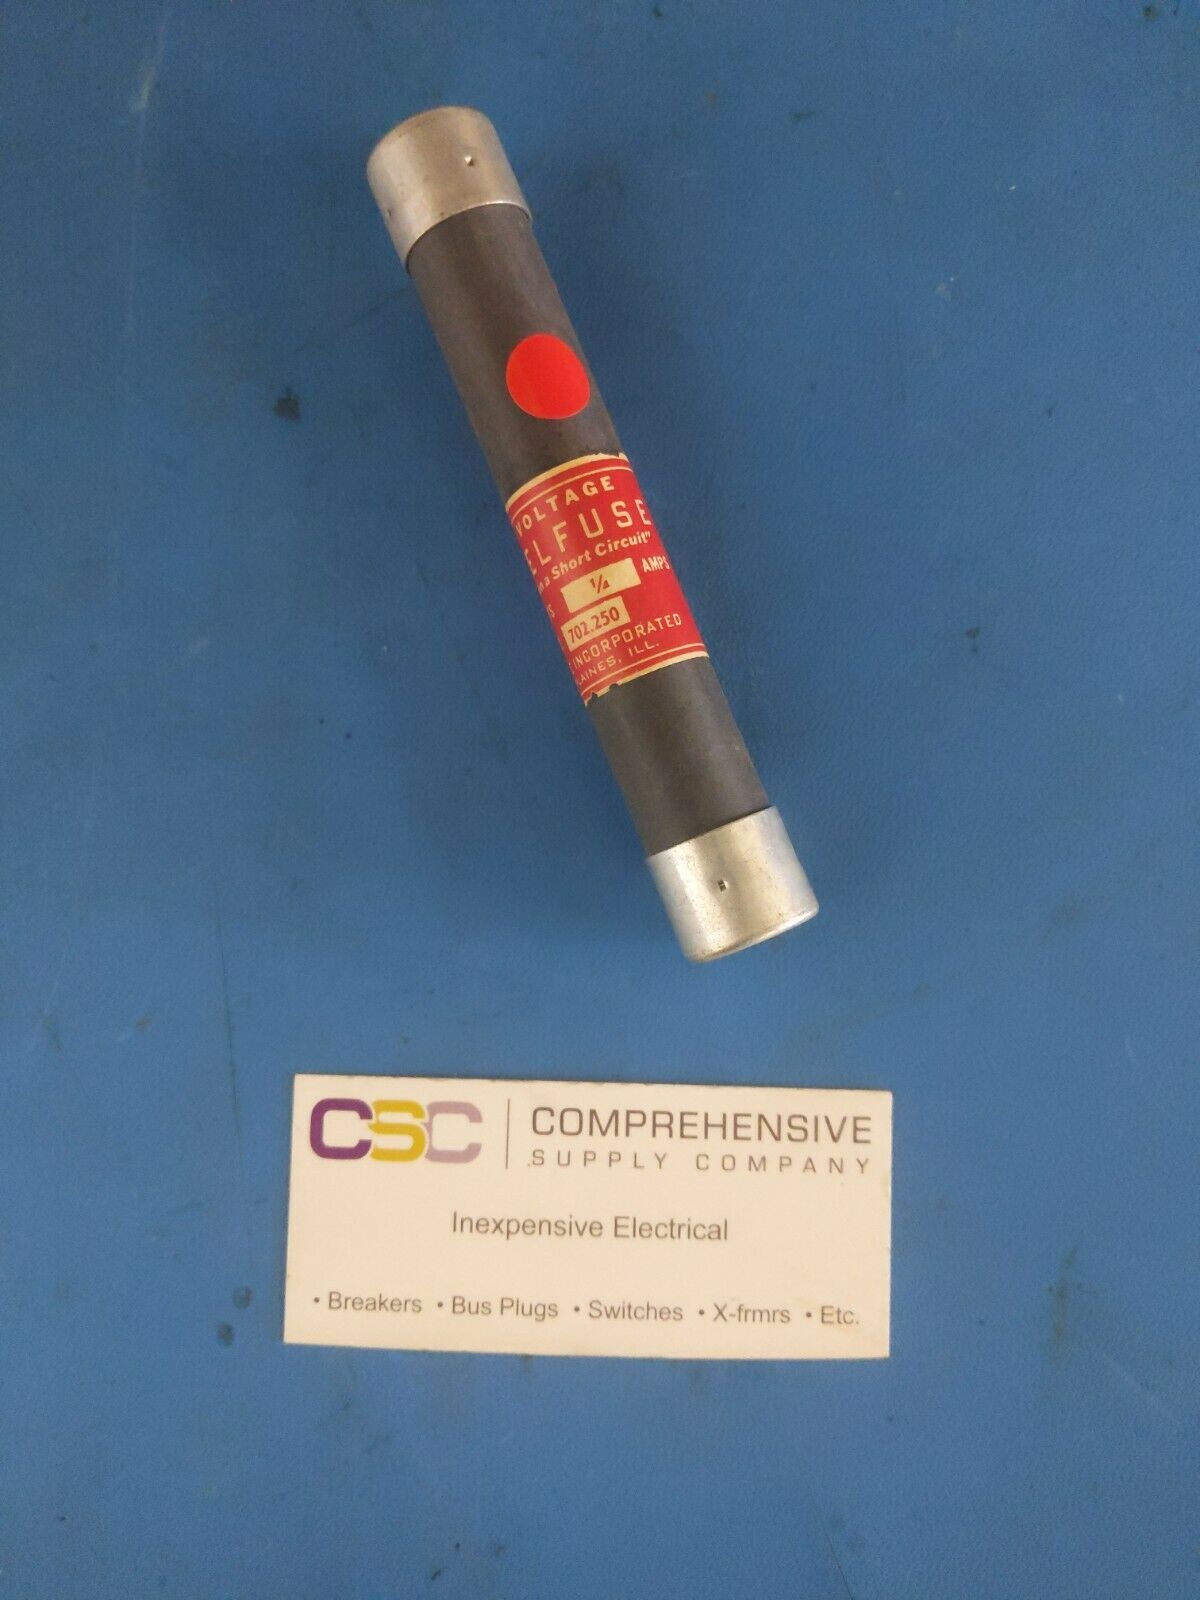 VOLTAGE
ELFUSE
a Short Circuit"
1/4 AMPS
702.250
INCORPORATED
LAINES, ILL.
CSC COMPREHENSIVE
SUPPLY COMPANY
Inexpensive Electrical
• Breakers • Bus Plugs • Switches • X-frmrs • Etc.